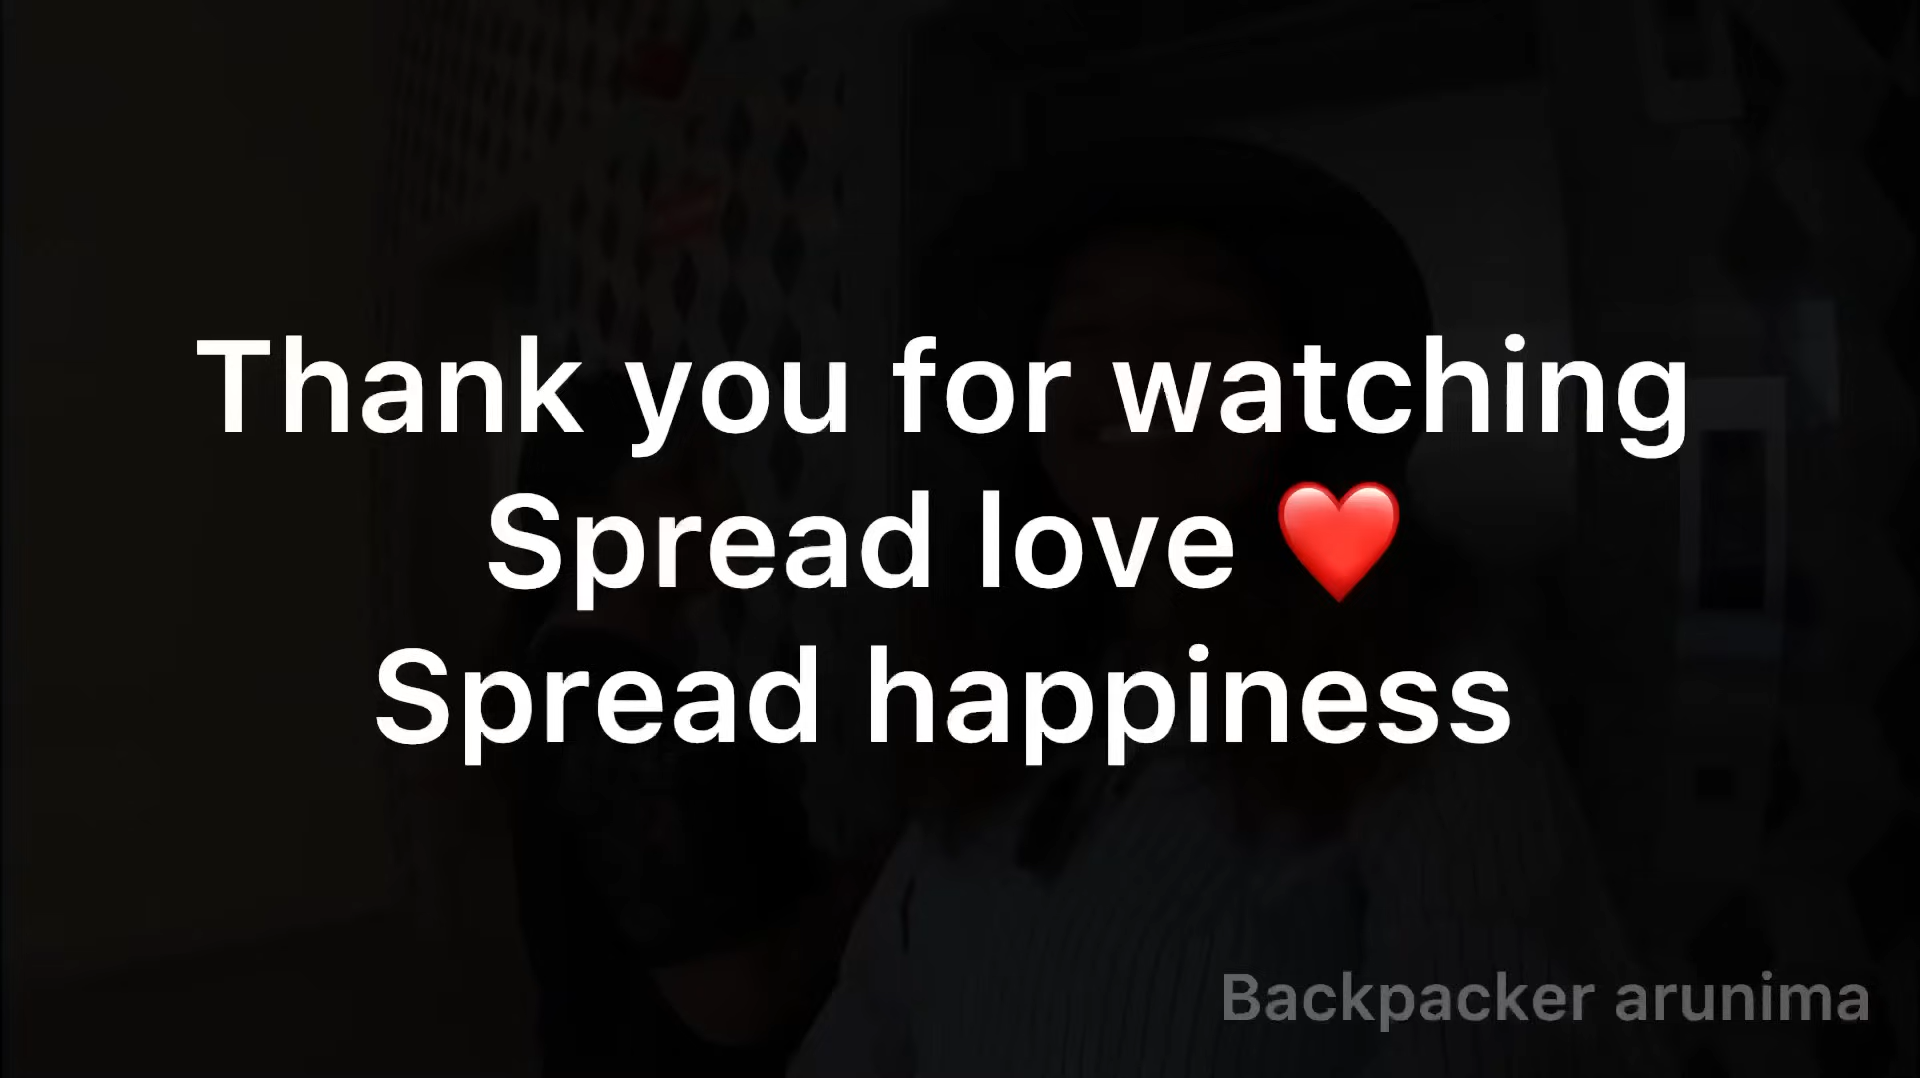 Thank you for watching
Spread love ❤️
Spread happiness
Backpacker arunima